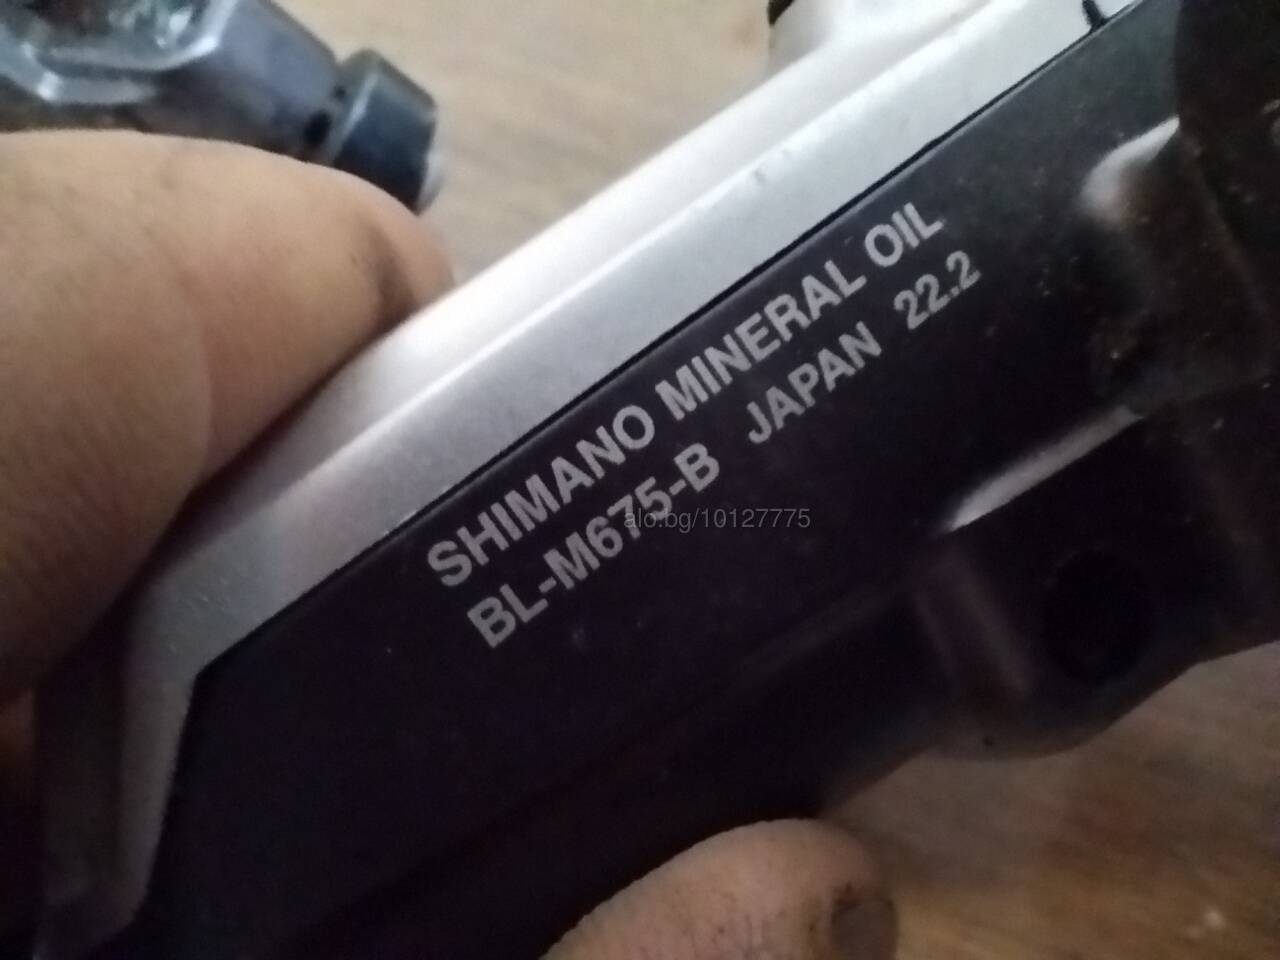 SHIMANO MINERAL OIL
BL-M675-B JAPAN 22.2
alo.bg/10127775